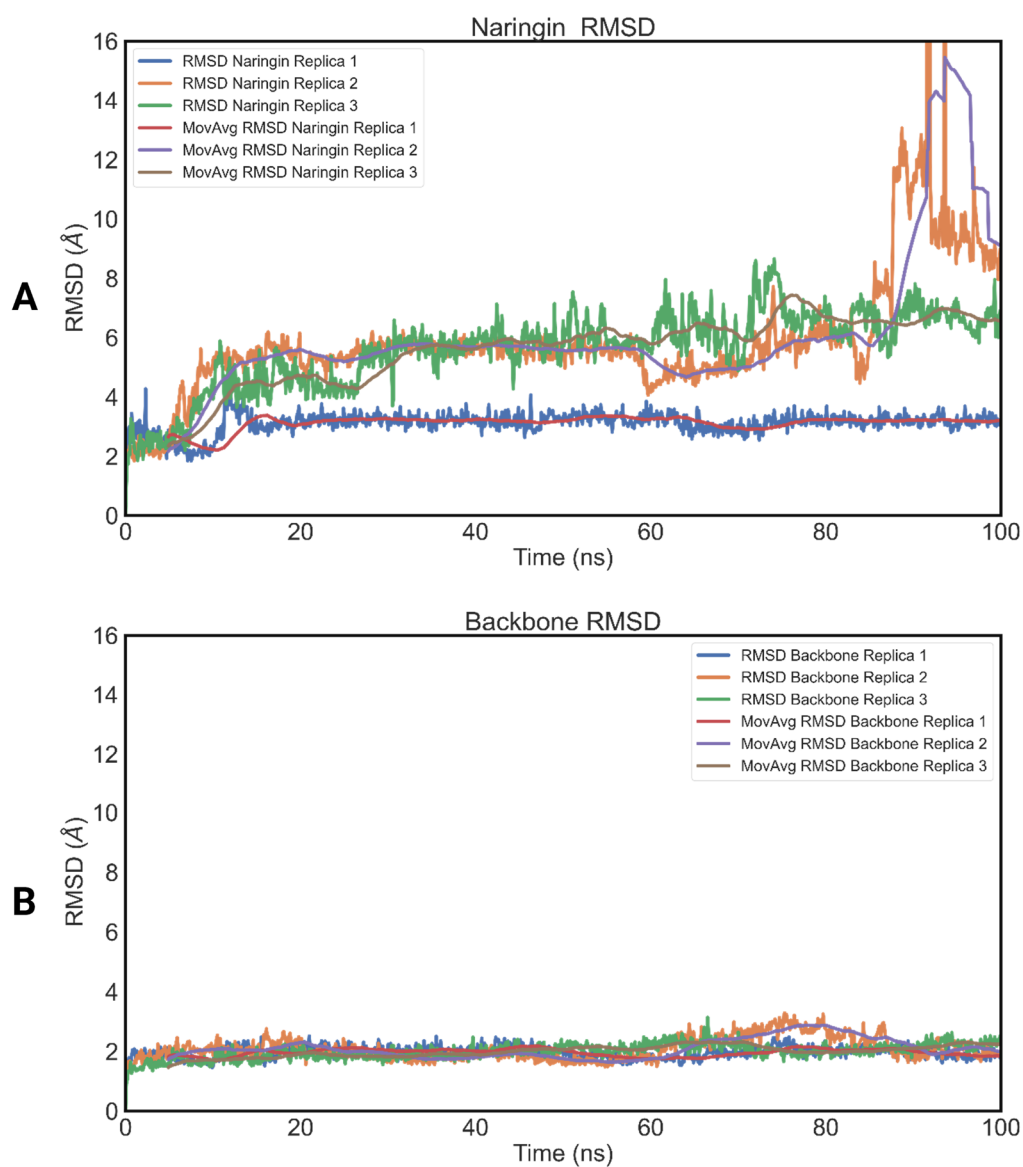 Naringin RMSD
16
14
12
10
8
6
4
2
0
RMSD (Å)
A
RMSD Naringin Replica 1
RMSD Naringin Replica 2
RMSD Naringin Replica 3
MovAvg RMSD Naringin Replica 1
MovAvg RMSD Naringin Replica 2
MovAvg RMSD Naringin Replica 3
0 20 40 60 80 100
Time (ns)
Backbone RMSD
16
14
12
10
8
6
4
2
0
RMSD (Å)
B
RMSD Backbone Replica 1
RMSD Backbone Replica 2
RMSD Backbone Replica 3
MovAvg RMSD Backbone Replica 1
MovAvg RMSD Backbone Replica 2
MovAvg RMSD Backbone Replica 3
0 20 40 60 80 100
Time (ns)